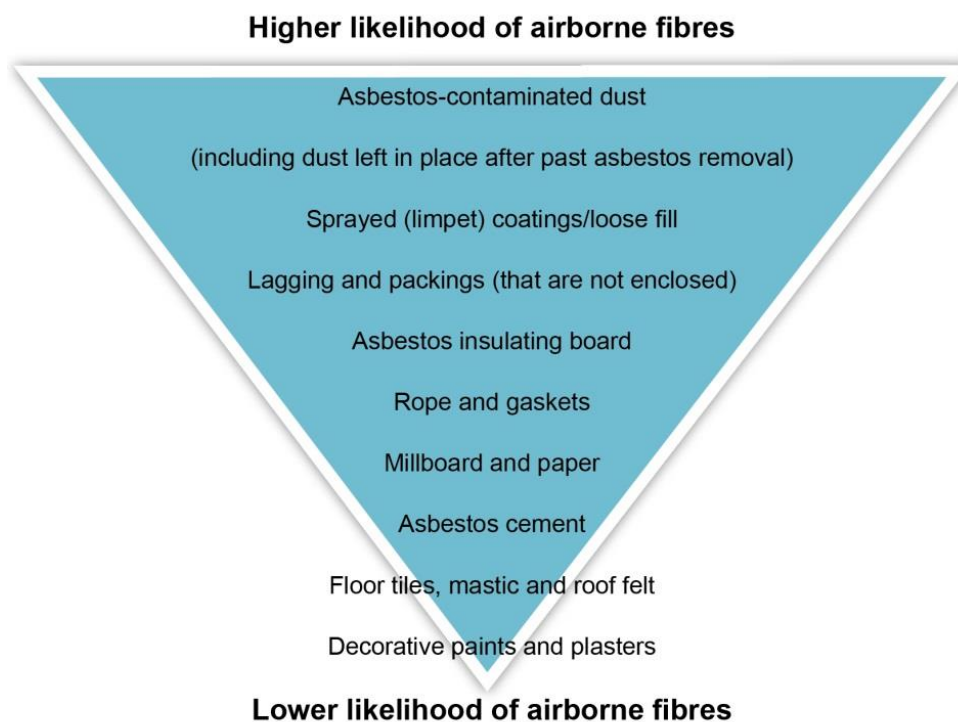 Higher likelihood of airborne fibres
Asbestos-contaminated dust
(including dust left in place after past asbestos removal)
Sprayed (limpet) coatings/loose fill
Lagging and packings (that are not enclosed)
Asbestos insulating board
Rope and gaskets
Millboard and paper
Asbestos cement
Floor tiles, mastic and roof felt
Decorative paints and plasters
Lower likelihood of airborne fibres